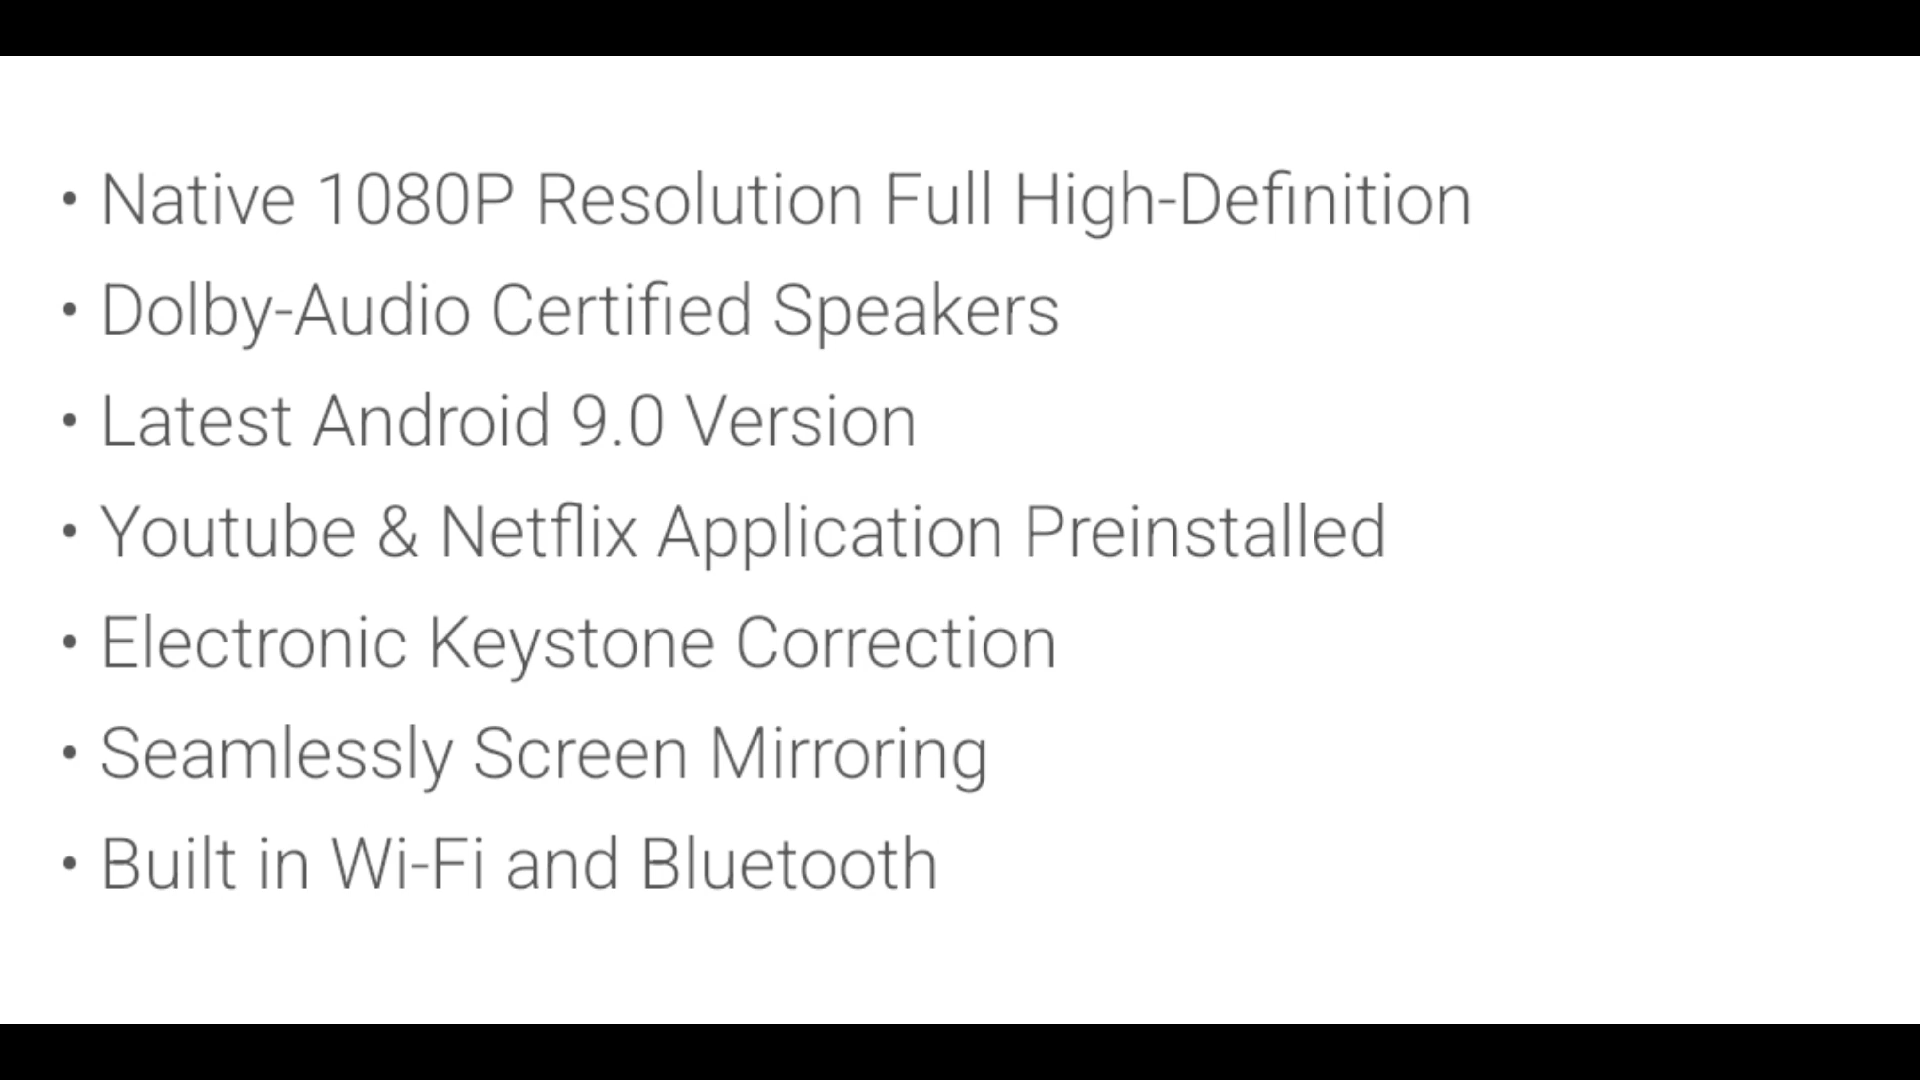 • Native 1080P Resolution Full High-Definition
• Dolby-Audio Certified Speakers
• Latest Android 9.0 Version
• Youtube & Netflix Application Preinstalled
• Electronic Keystone Correction
• Seamlessly Screen Mirroring
• Built in Wi-Fi and Bluetooth